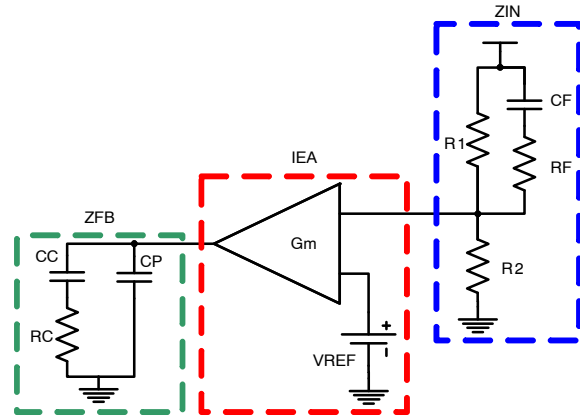 ZIN
CF
R1
RF
IEA
ZFB
Gm
CC
CP
R2
RC
+
VREF
-